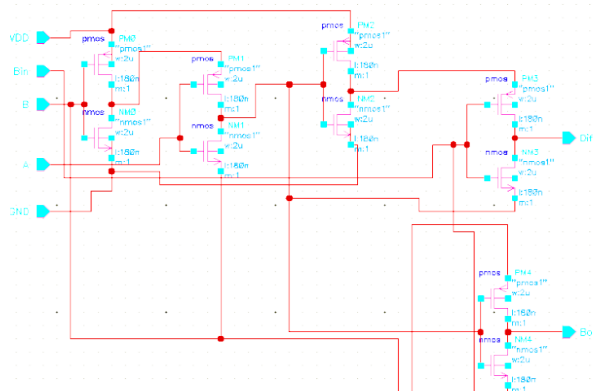 VDD
Bin
B
A
GND
pmos
PM0
"pmos1"
w:2u
l:180n
m:1
nmos
NM0
"nmos1"
w:2u
l:180n
m:1
pmos
PM1
"pmos1"
w:2u
l:180n
m:1
nmos
NM1
"nmos1"
w:2u
l:180n
m:1
pmos
PM2
"pmos1"
w:2u
l:180n
m:1
nmos
NM2
"nmos1"
w:2u
l:180n
m:1
pmos
PM3
"pmos1"
w:2u
l:180n
m:1
nmos
NM3
"nmos1"
w:2u
l:180n
m:1
Dif
pmos
PM4
"pmos1"
w:2u
l:180n
m:1
nmos
NM4
"nmos1"
w:2u
l:180n
m:1
Bo